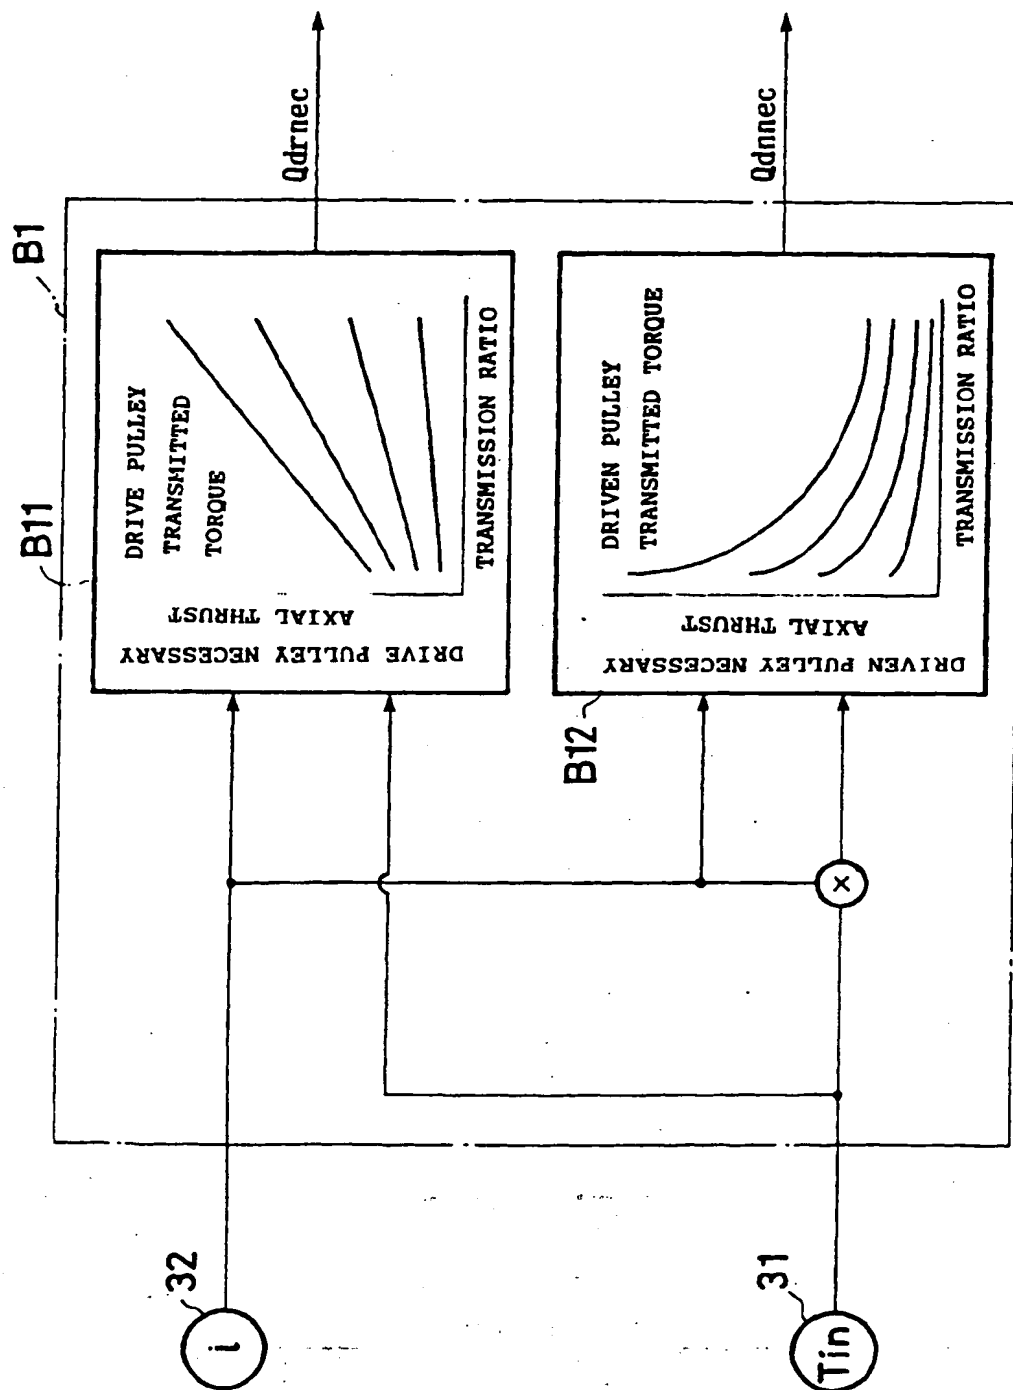 B1
B11
DRIVE PULLEY NECESSARY
AXIAL THRUST
DRIVE PULLEY
TRANSMITTED
TORQUE
TRANSMISSION RATIO
Qdrnec
B12
DRIVEN PULLEY NECESSARY
AXIAL THRUST
DRIVEN PULLEY
TRANSMITTED TORQUE
TRANSMISSION RATIO
Qdnnec
×
i
32
Tin
31